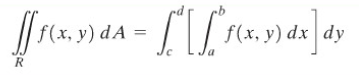 ∬_R f(x, y) dA = ∫_c^d [ ∫_a^b f(x, y) dx ] dy